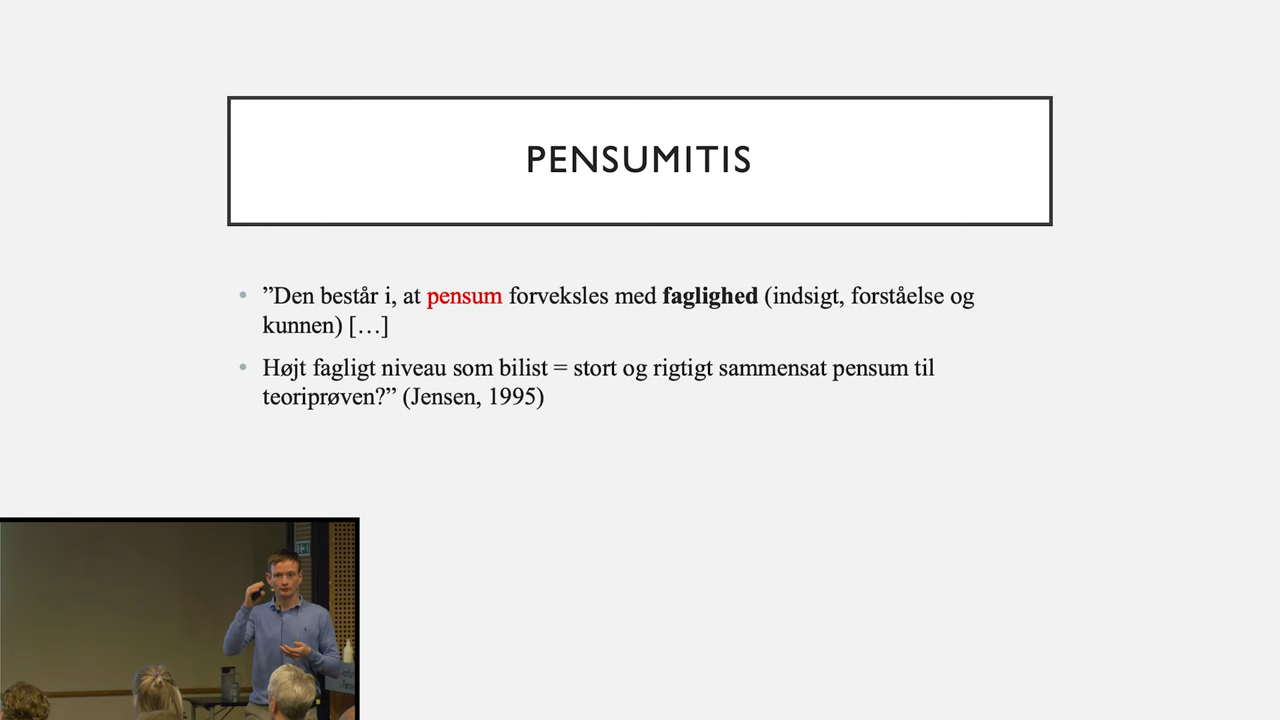 PENSUMITIS
• ”Den består i, at pensum forveksles med faglighed (indsigt, forståelse og
kunnen) […]
• Højt fagligt niveau som bilist = stort og rigtigt sammensat pensum til
teoriprøven?” (Jensen, 1995)